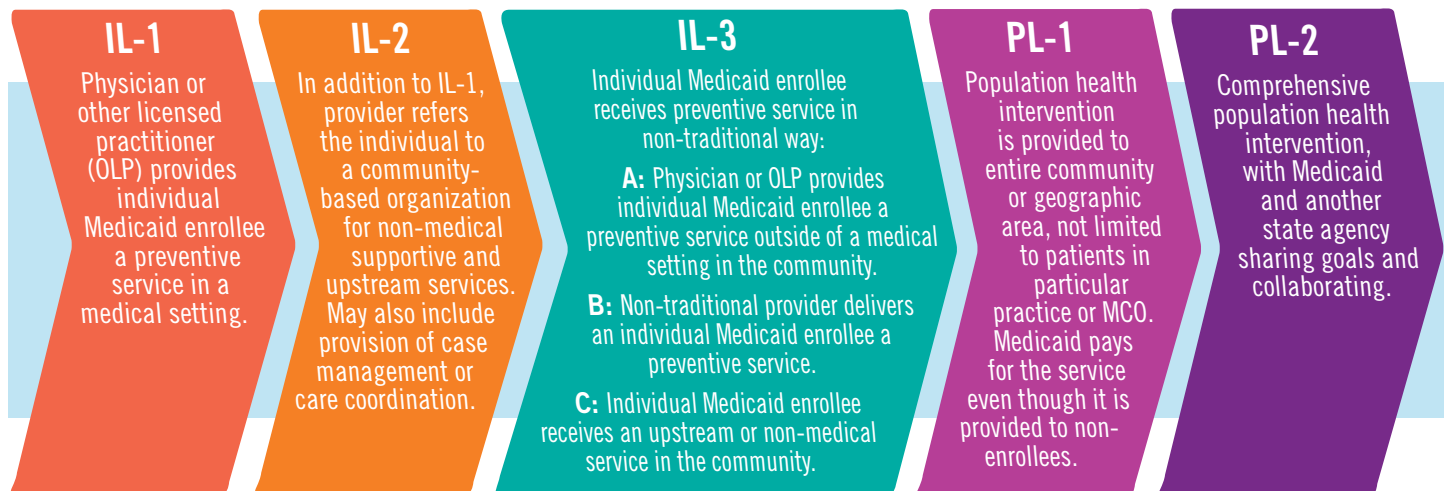 IL-1
Physician or
other licensed
practitioner
(OLP) provides
individual
Medicaid enrollee
a preventive
service in a
medical setting.
IL-2
In addition to IL-1,
provider refers
the individual to
a community-
based organization
for non-medical
supportive and
upstream services.
May also include
provision of case
management or
care coordination.
IL-3
Individual Medicaid enrollee
receives preventive service in
non-traditional way:
A: Physician or OLP provides
individual Medicaid enrollee a
preventive service outside of a medical
setting in the community.
B: Non-traditional provider delivers
an individual Medicaid enrollee a
preventive service.
C: Individual Medicaid enrollee
receives an upstream or non-medical
service in the community.
PL-1
Population health
intervention
is provided to
entire community
or geographic
area, not limited
to patients in
particular
practice or MCO.
Medicaid pays
for the service
even though it is
provided to non-
enrollees.
PL-2
Comprehensive
population health
intervention,
with Medicaid
and another
state agency
sharing goals and
collaborating.